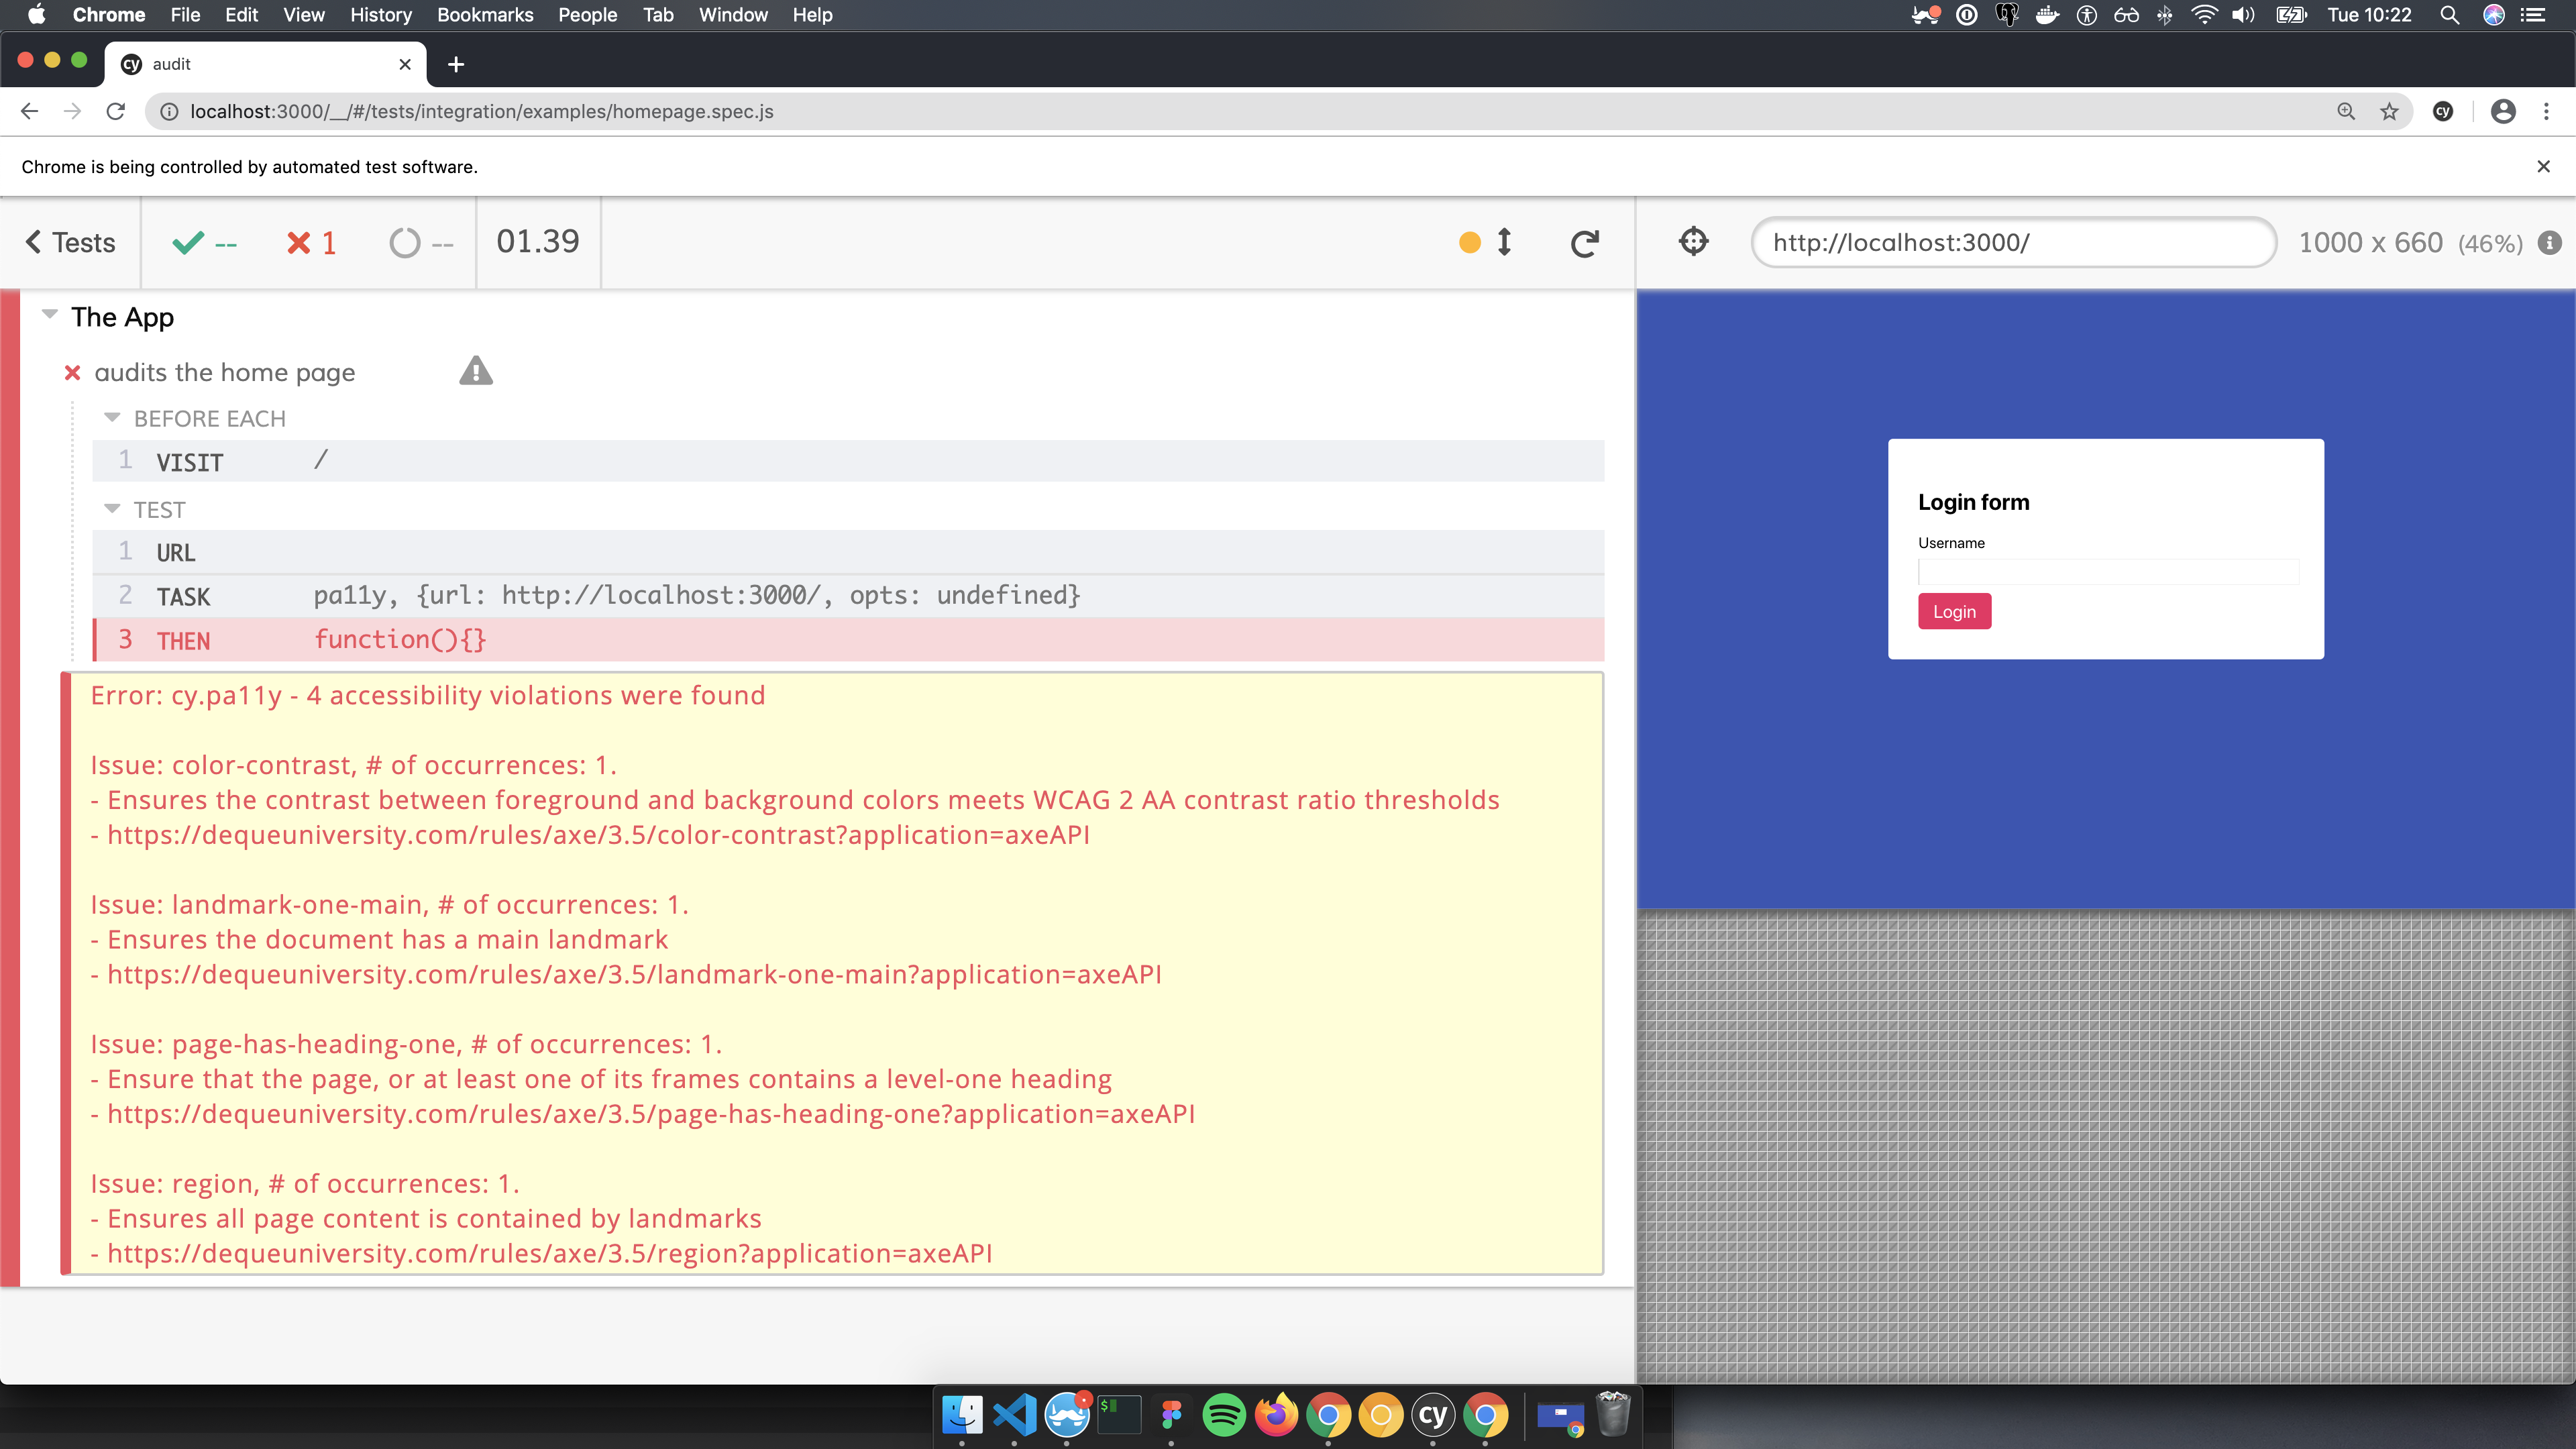 Chrome File Edit View History Bookmarks People Tab Window Help Tue 10:22
cy audit
localhost:3000/__/#/tests/integration/examples/homepage.spec.js cy
Chrome is being controlled by automated test software.
Tests -- 1 -- 01.39 http://localhost:3000/ 1000 x 660 (46%)
The App
audits the home page
BEFORE EACH
1 VISIT /
TEST
1 URL
2 TASK pa11y, {url: http://localhost:3000/, opts: undefined}
3 THEN function(){}
Error: cy.pa11y - 4 accessibility violations were found
Issue: color-contrast, # of occurrences: 1.
- Ensures the contrast between foreground and background colors meets WCAG 2 AA contrast ratio thresholds
- https://dequeuniversity.com/rules/axe/3.5/color-contrast?application=axeAPI
Issue: landmark-one-main, # of occurrences: 1.
- Ensures the document has a main landmark
- https://dequeuniversity.com/rules/axe/3.5/landmark-one-main?application=axeAPI
Issue: page-has-heading-one, # of occurrences: 1.
- Ensure that the page, or at least one of its frames contains a level-one heading
- https://dequeuniversity.com/rules/axe/3.5/page-has-heading-one?application=axeAPI
Issue: region, # of occurrences: 1.
- Ensures all page content is contained by landmarks
- https://dequeuniversity.com/rules/axe/3.5/region?application=axeAPI
Login form
Username
Login
$
cy